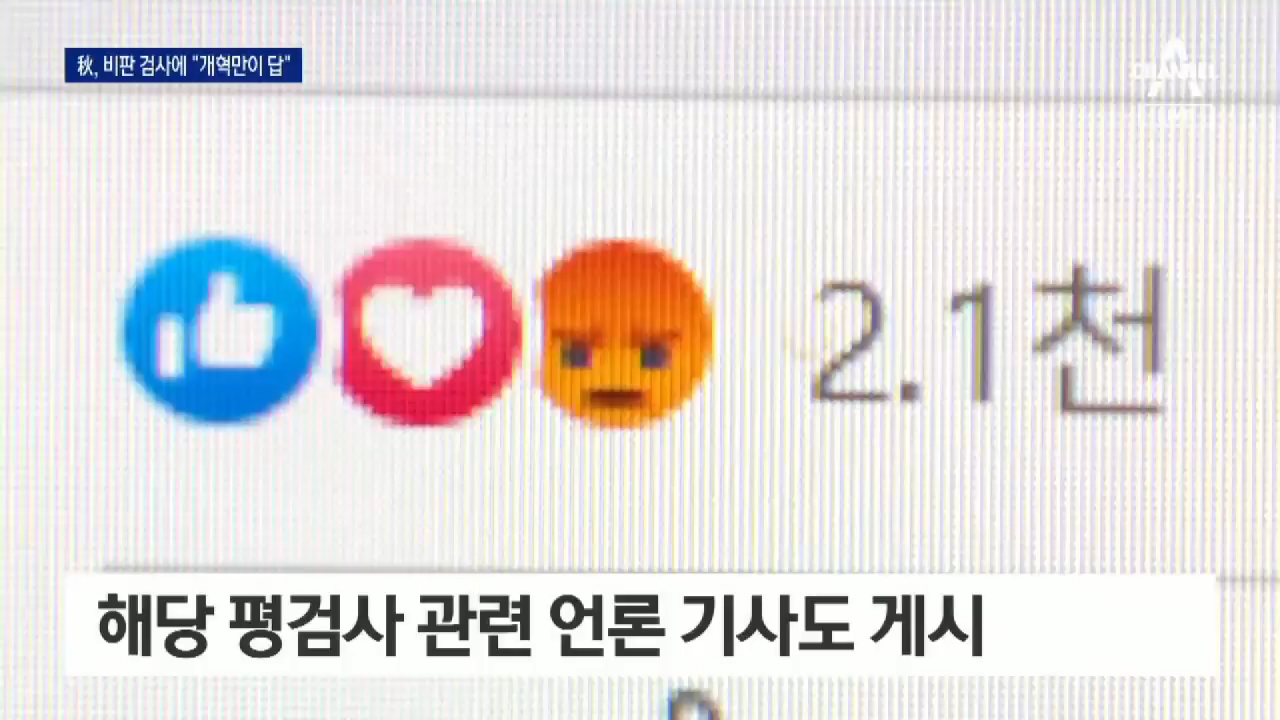 秋, 비판 검사에 "개혁만이 답"
CHANNEL
2.1천
해당 평검사 관련 언론 기사도 게시